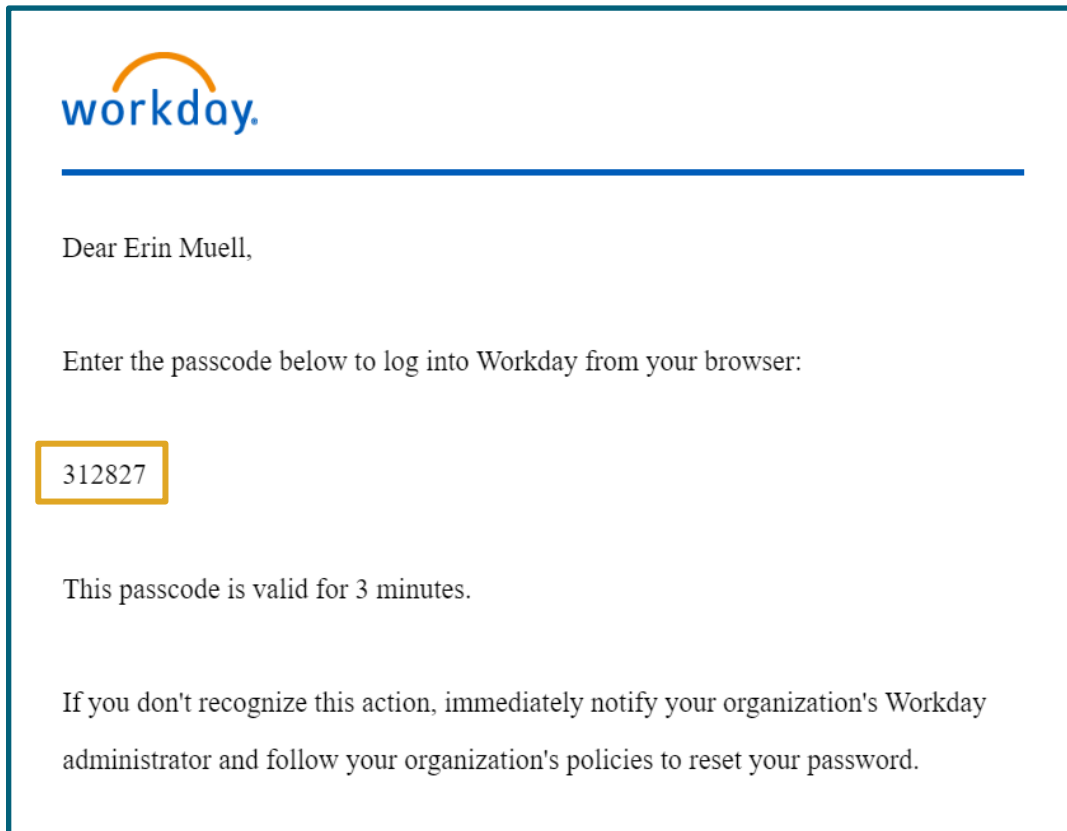 workday.
Dear Erin Muell,
Enter the passcode below to log into Workday from your browser:
312827
This passcode is valid for 3 minutes.
If you don't recognize this action, immediately notify your organization's Workday
administrator and follow your organization's policies to reset your password.